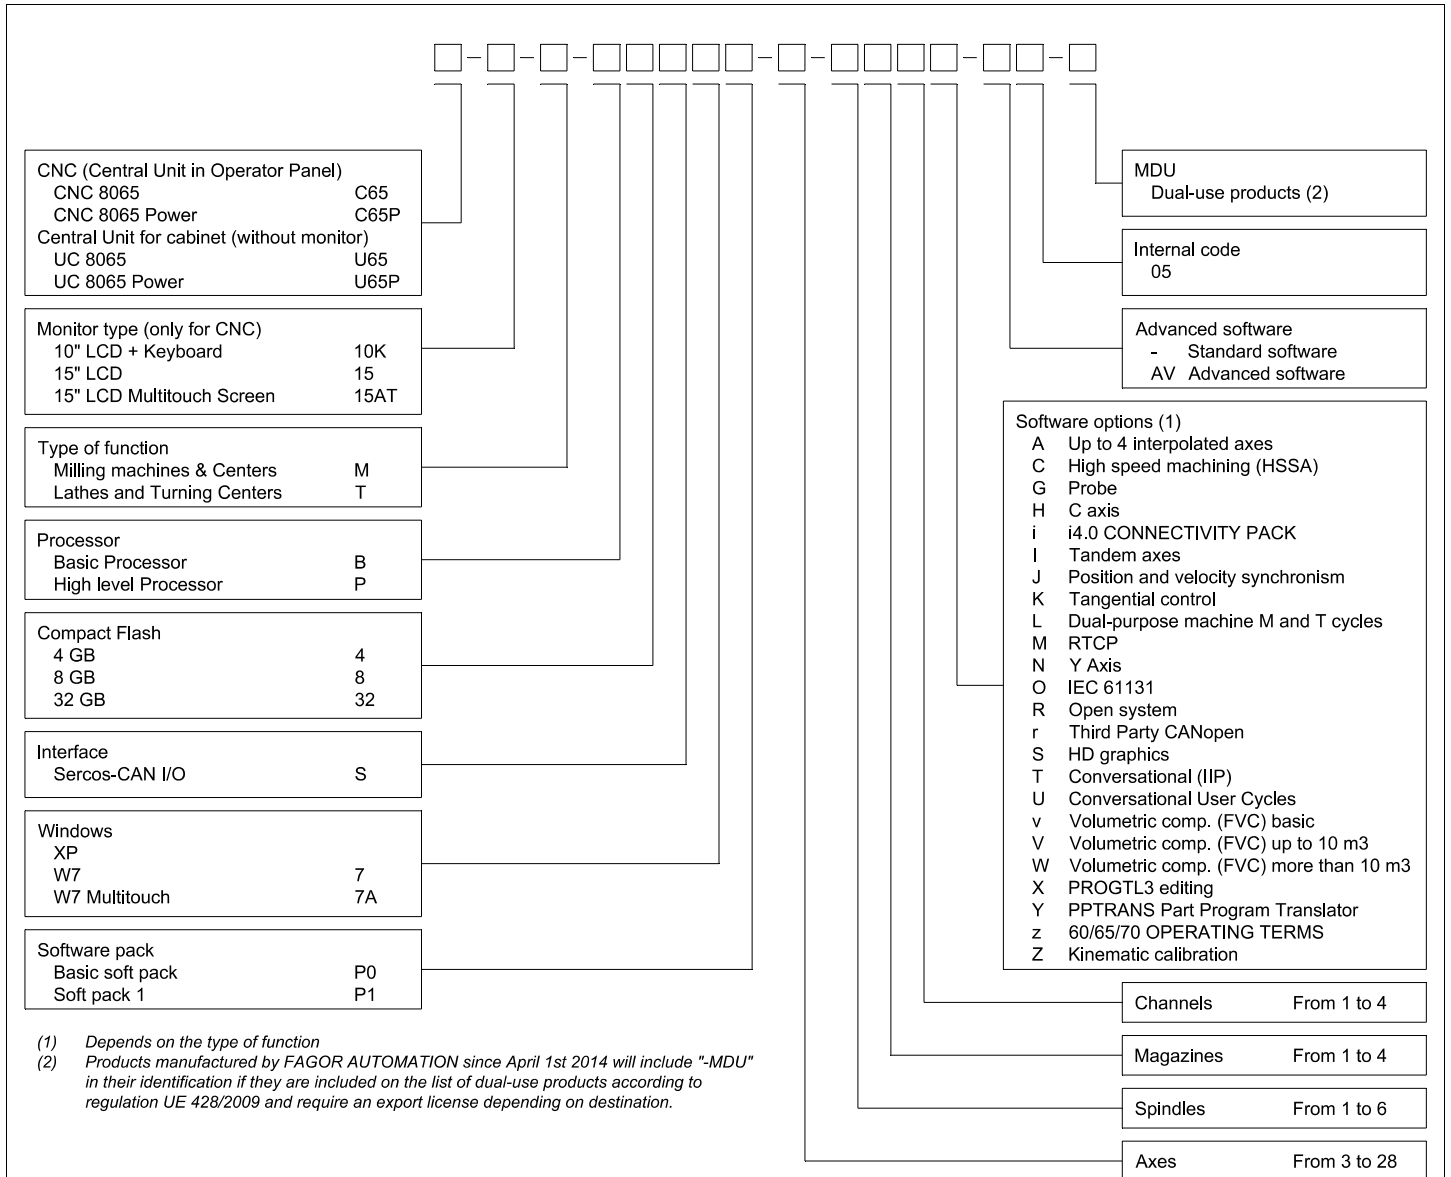 CNC (Central Unit in Operator Panel)
CNC 8065 C65
CNC 8065 Power C65P
Central Unit for cabinet (without monitor)
UC 8065 U65
UC 8065 Power U65P
Monitor type (only for CNC)
10" LCD + Keyboard 10K
15" LCD 15
15" LCD Multitouch Screen 15AT
Type of function
Milling machines & Centers M
Lathes and Turning Centers T
Processor
Basic Processor B
High level Processor P
Compact Flash
4 GB 4
8 GB 8
32 GB 32
Interface
Sercos-CAN I/O S
Windows
XP
W7 7
W7 Multitouch 7A
Software pack
Basic soft pack P0
Soft pack 1 P1
MDU
Dual-use products (2)
Internal code
05
Advanced software
- Standard software
AV Advanced software
Software options (1)
A Up to 4 interpolated axes
C High speed machining (HSSA)
G Probe
H C axis
i i4.0 CONNECTIVITY PACK
I Tandem axes
J Position and velocity synchronism
K Tangential control
L Dual-purpose machine M and T cycles
M RTCP
N Y Axis
O IEC 61131
R Open system
r Third Party CANopen
S HD graphics
T Conversational (IIP)
U Conversational User Cycles
v Volumetric comp. (FVC) basic
V Volumetric comp. (FVC) up to 10 m3
W Volumetric comp. (FVC) more than 10 m3
X PROGTL3 editing
Y PPTRANS Part Program Translator
z 60/65/70 OPERATING TERMS
Z Kinematic calibration
Channels From 1 to 4
Magazines From 1 to 4
Spindles From 1 to 6
Axes From 3 to 28
(1) Depends on the type of function
(2) Products manufactured by FAGOR AUTOMATION since April 1st 2014 will include "-MDU"
in their identification if they are included on the list of dual-use products according to
regulation UE 428/2009 and require an export license depending on destination.